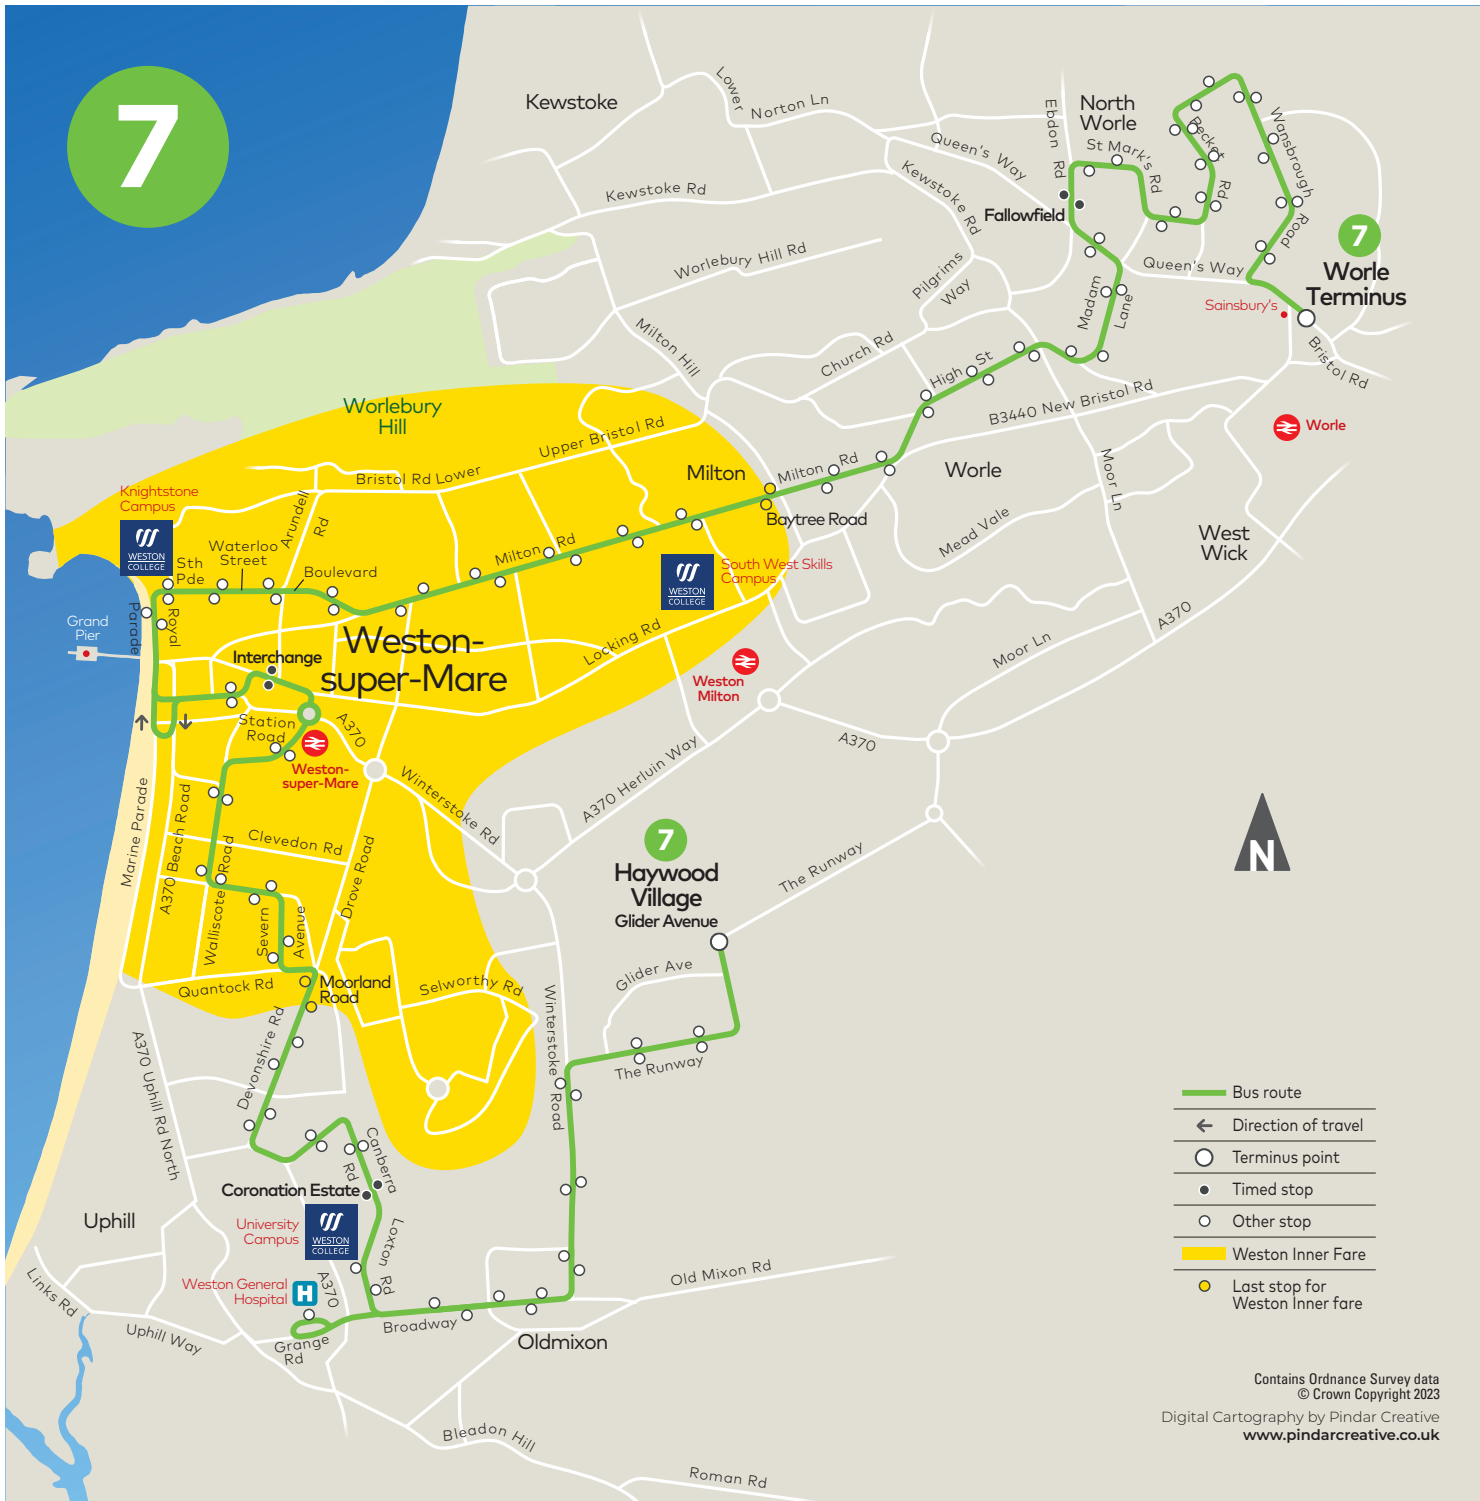 7
Kewstoke
Lower
Norton Ln
Ebdon Rd
North
Worle
Queen's Way
St Mark's Rd
Becket
Rd
Wansbrough
Road
Kewstoke Rd
Kewstoke Rd
Fallowfield
7
Worle
Terminus
Worlebury Hill Rd
Pilgrims
Way
Queen's Way
Madam
Lane
Sainsbury's
Bristol Rd
Milton Hill
Church Rd
High St
B3440 New Bristol Rd
Worlebury
Hill
Upper Bristol Rd
Worle
Bristol Rd Lower
Milton
Milton Rd
Worle
Moor Ln
Knightstone
Campus
WESTON
COLLEGE
Arundell
Rd
Baytree Road
Mead Vale
West
Wick
Sth
Pde
Waterloo
Street
Boulevard
Milton Rd
WESTON
COLLEGE
South West Skills
Campus
Grand
Pier
Royal
Parade
Interchange
Weston-
super-Mare
Locking Rd
A370
Moor Ln
Weston
Milton
Station
Road
A370
Weston-
super-Mare
A370
A370 Herluin Way
Winterstoke Rd
Marine Parade
A370 Beach Road
Clevedon Rd
Drove Road
7
Haywood
Village
Glider Avenue
The Runway
N
Walliscote Road
Severn
Avenue
Quantock Rd
Moorland
Road
Selworthy Rd
Glider Ave
Winterstoke
Road
The Runway
Devonshire Rd
A370 Uphill Rd North
Bus route
Direction of travel
Terminus point
Timed stop
Other stop
Weston Inner Fare
Last stop for
Weston Inner fare
Canberra
Rd
Coronation Estate
Uphill
University
Campus
WESTON
COLLEGE
Loxton Rd
Weston General
Hospital
H
A370
Old Mixon Rd
Links Rd
Uphill Way
Grange
Rd
Broadway
Oldmixon
Bleadon Hill
Roman Rd
Contains Ordnance Survey data
© Crown Copyright 2023
Digital Cartography by Pindar Creative
www.pindarcreative.co.uk